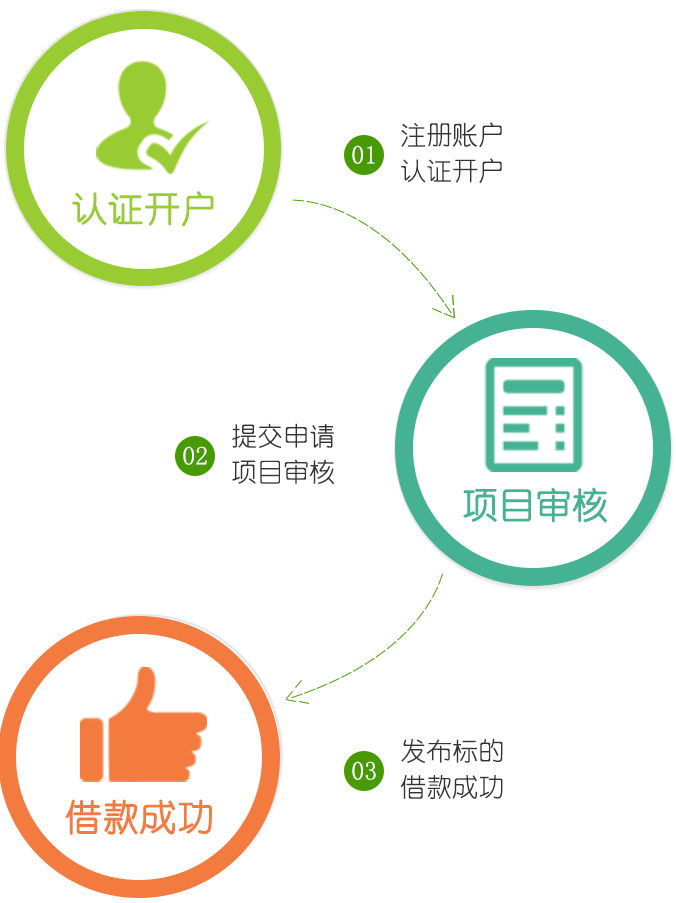 认证开户
01
注册账户
认证开户
02
提交申请
项目审核
项目审核
03
发布标的
借款成功
借款成功